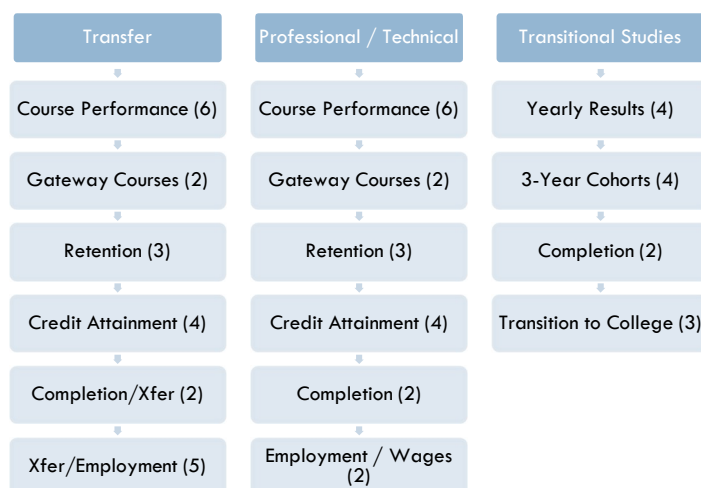 Transfer
Course Performance (6)
Gateway Courses (2)
Retention (3)
Credit Attainment (4)
Completion/Xfer (2)
Xfer/Employment (5)
Professional / Technical
Course Performance (6)
Gateway Courses (2)
Retention (3)
Credit Attainment (4)
Completion (2)
Employment / Wages
(2)
Transitional Studies
Yearly Results (4)
3-Year Cohorts (4)
Completion (2)
Transition to College (3)